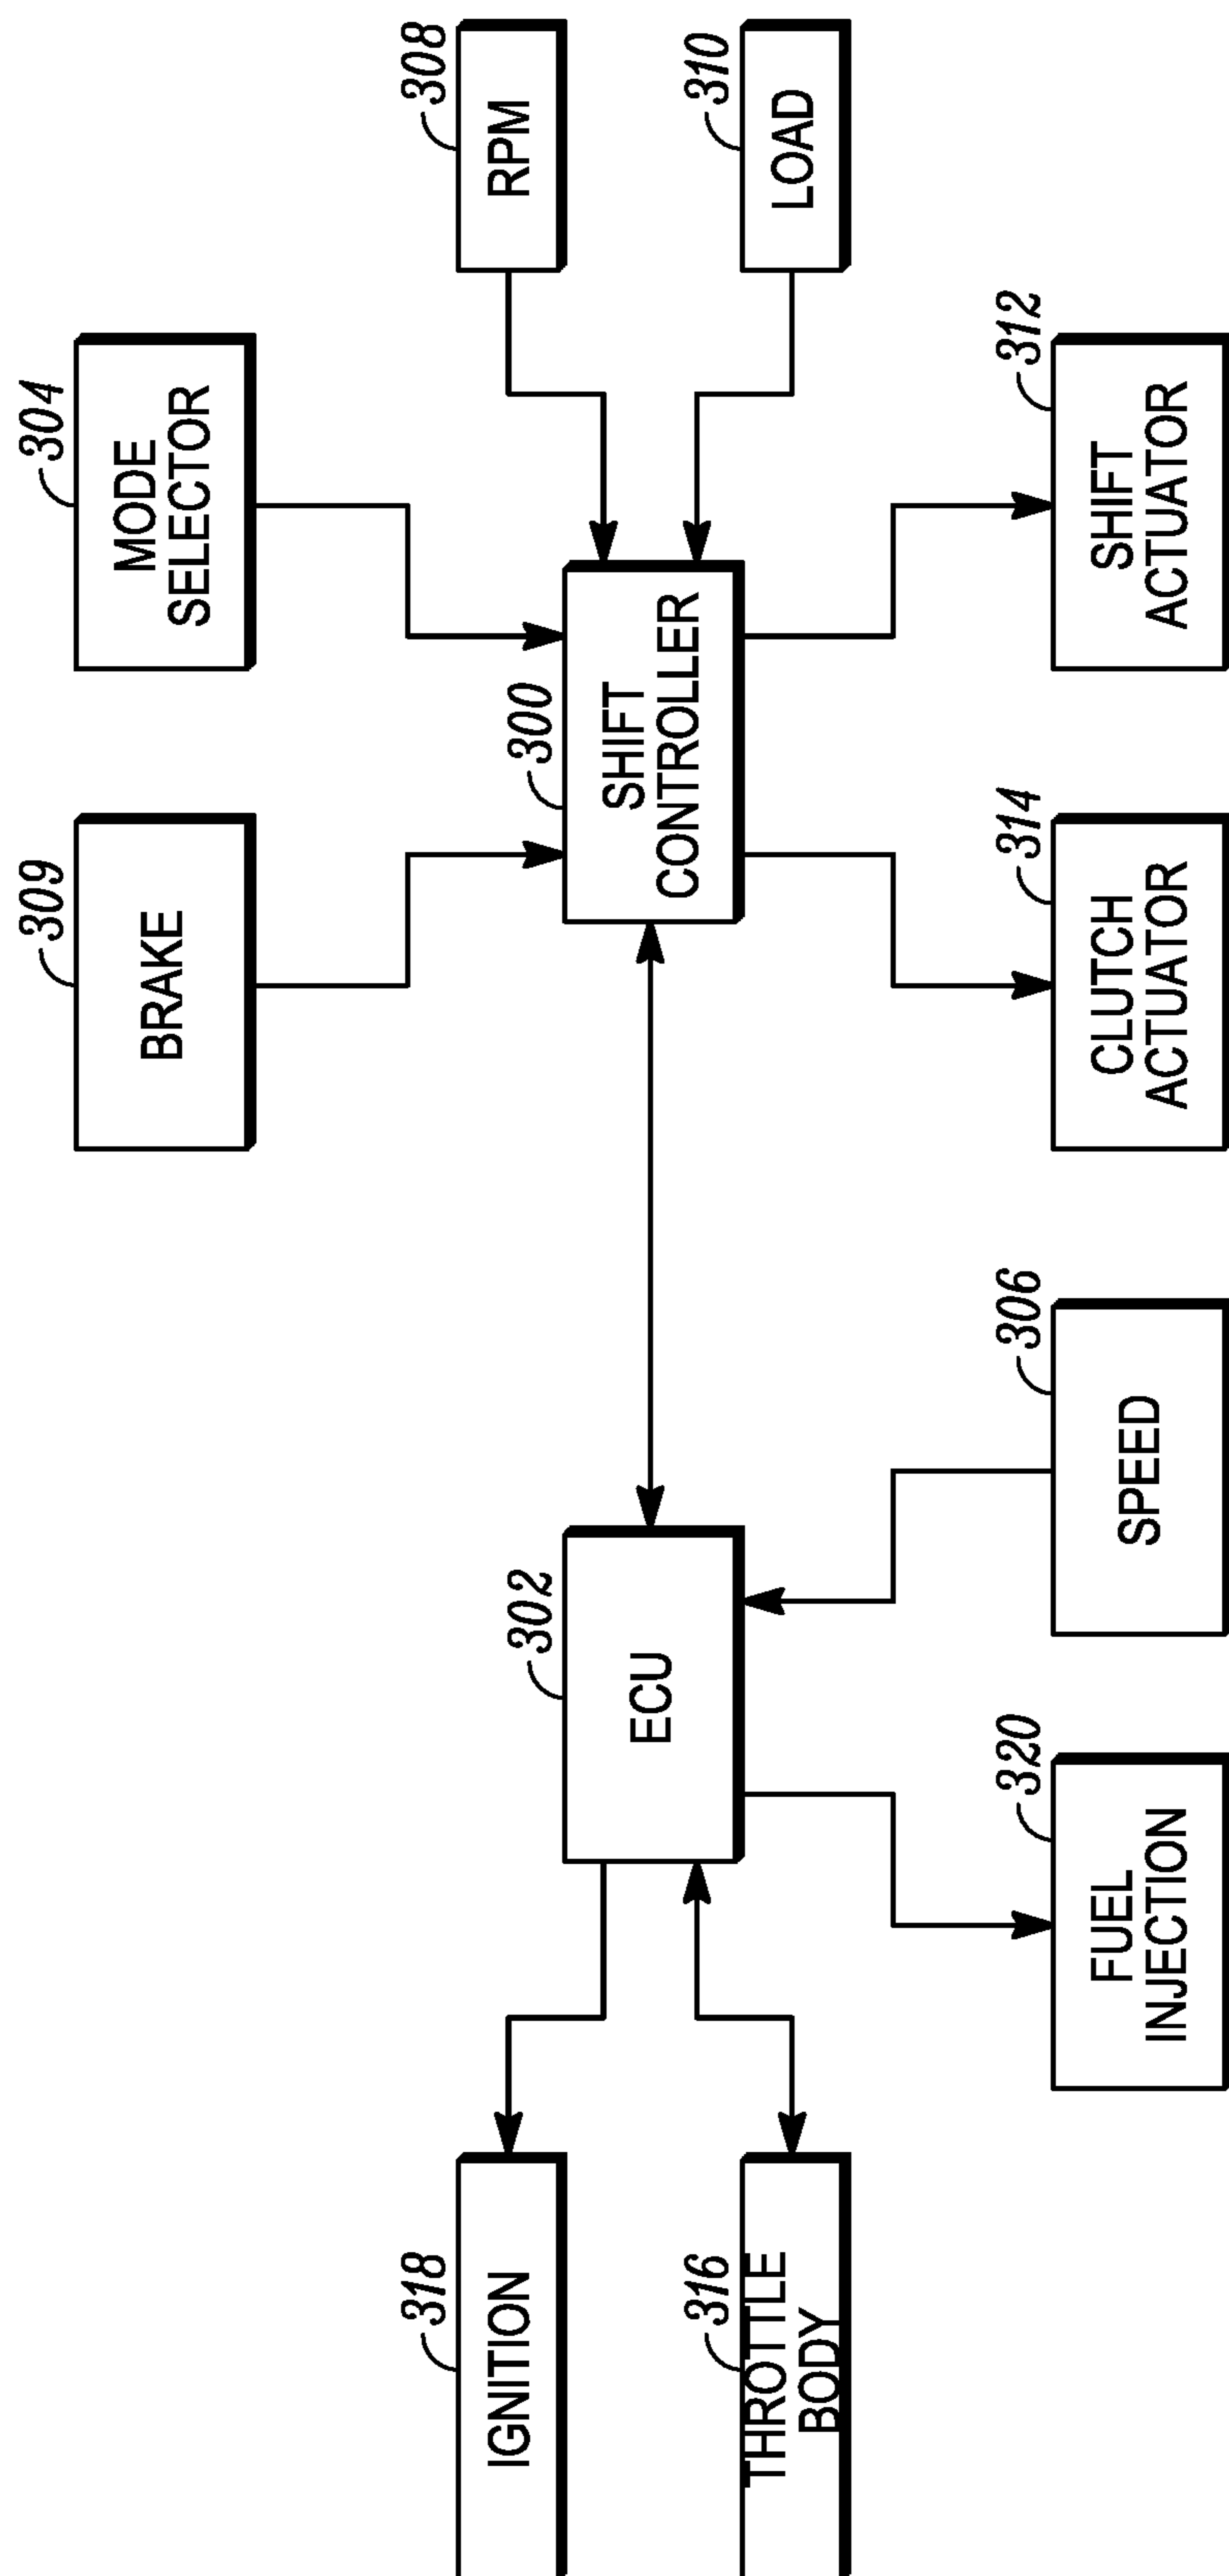 309
BRAKE
304
MODE
SELECTOR
318
IGNITION
302
ECU
300
SHIFT
CONTROLLER
308
RPM
316
THROTTLE
BODY
310
LOAD
320
FUEL
INJECTION
306
SPEED
314
CLUTCH
ACTUATOR
312
SHIFT
ACTUATOR